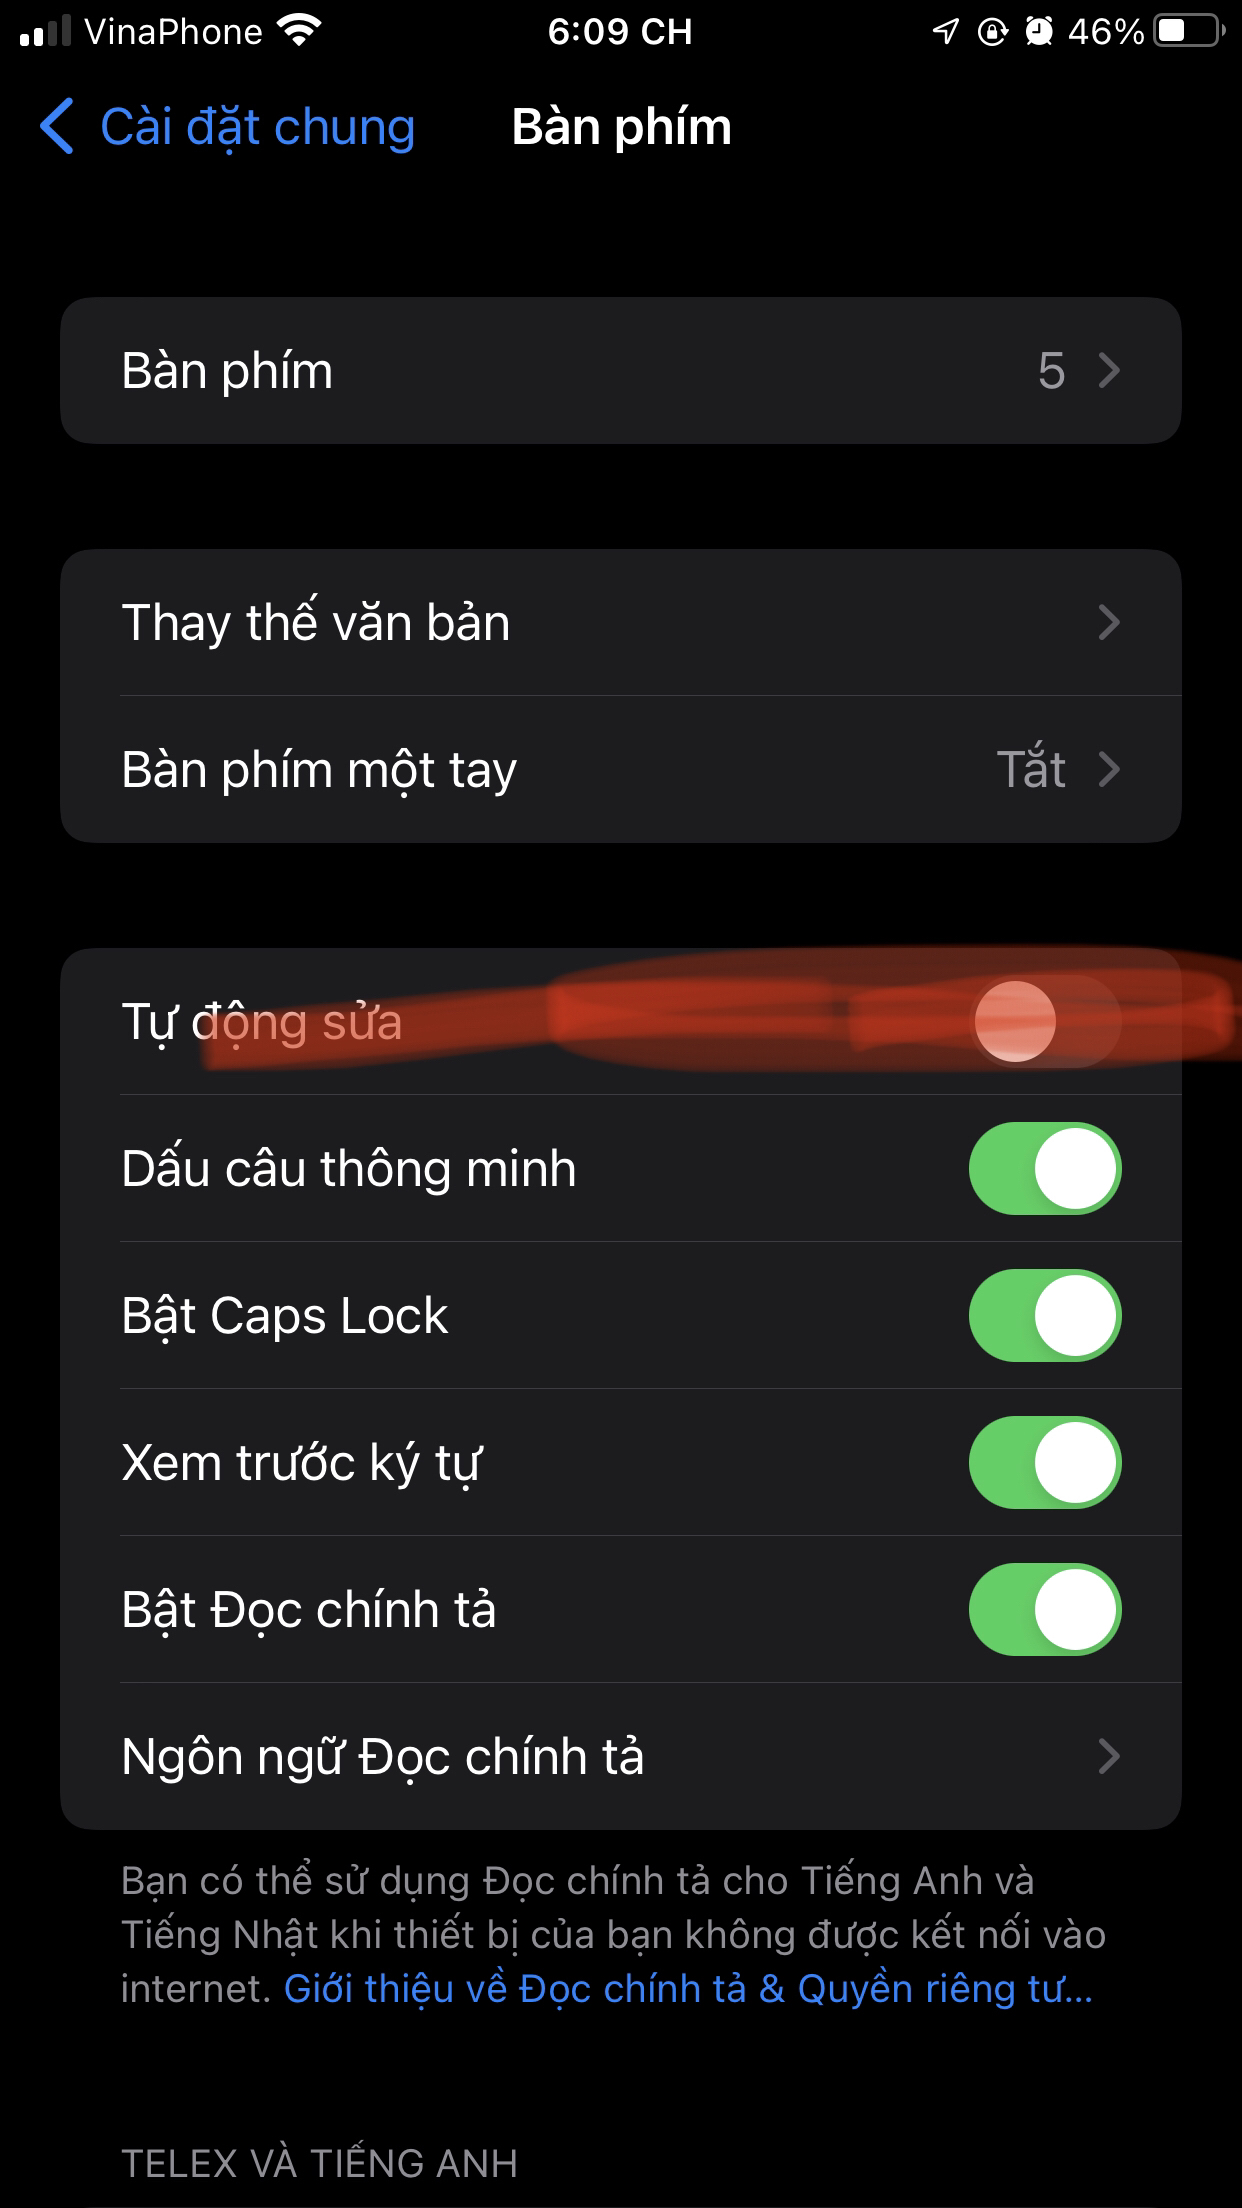 VinaPhone 6:09 CH 46%
Cài đặt chung Bàn phím
Bàn phím 5
Thay thế văn bản
Bàn phím một tay Tắt
Tự động sửa
Dấu câu thông minh
Bật Caps Lock
Xem trước ký tự
Bật Đọc chính tả
Ngôn ngữ Đọc chính tả
Bạn có thể sử dụng Đọc chính tả cho Tiếng Anh và
Tiếng Nhật khi thiết bị của bạn không được kết nối vào
internet. Giới thiệu về Đọc chính tả & Quyền riêng tư...
TELEX VÀ TIẾNG ANH